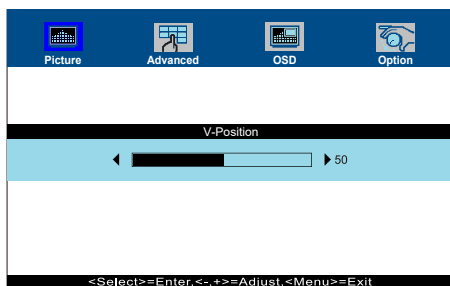 Picture Advanced OSD Option
V-Position
50
<Select>=Enter,<-,+>=Adjust,<Menu>=Exit